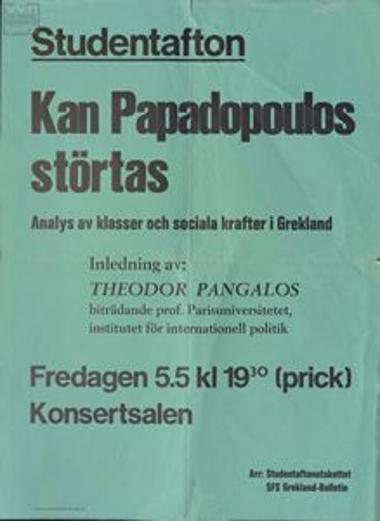 Studentafton
Kan Papadopoulos
störtas
Analys av klasser och sociala krafter i Grekland
Inledning av:
THEODOR PANGALOS
biträdande prof. Parisuniversitetet,
institutet för internationell politik
Fredagen 5.5 kl 19³⁰ (prick)
Konsertsalen
Arr: Studentaftonutskottet
SFS Grekland-Bulletin